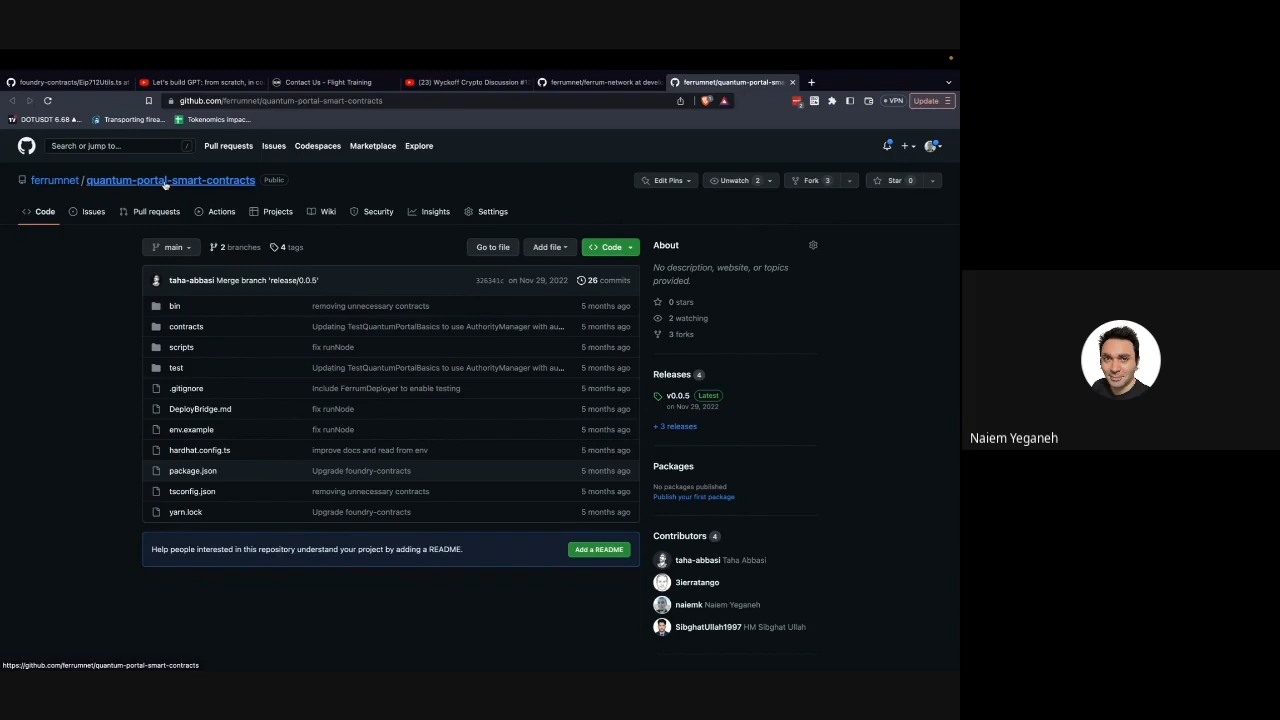 foundry-contracts/Eip712Utils.ts at
Let's build GPT: from scratch, in co
Contact Us - Flight Training
(23) Wyckoff Crypto Discussion #1
ferrumnet/ferrum-network at devel
ferrumnet/quantum-portal-sma
github.com/ferrumnet/quantum-portal-smart-contracts
VPN
Update
DOTUSDT 6.68 ▲...
Transporting firea...
Tokenomics impac...
Search or jump to...
/
Pull requests
Issues
Codespaces
Marketplace
Explore
ferrumnet / quantum-portal-smart-contracts
Public
Edit Pins
Unwatch 2
Fork 3
Star 0
Code
Issues
Pull requests
Actions
Projects
Wiki
Security
Insights
Settings
main
2 branches
4 tags
Go to file
Add file
Code
taha-abbasi Merge branch 'release/0.0.5'
326341c on Nov 29, 2022
26 commits
bin removing unnecessary contracts 5 months ago
contracts Updating TestQuantumPortalBasics to use AuthorityManager with au... 5 months ago
scripts fix runNode 5 months ago
test Updating TestQuantumPortalBasics to use AuthorityManager with au... 5 months ago
.gitignore Include FerrumDeployer to enable testing 5 months ago
DeployBridge.md fix runNode 5 months ago
env.example fix runNode 5 months ago
hardhat.config.ts improve docs and read from env 5 months ago
package.json Upgrade foundry-contracts 5 months ago
tsconfig.json removing unnecessary contracts 5 months ago
yarn.lock Upgrade foundry-contracts 5 months ago
Help people interested in this repository understand your project by adding a README.
Add a README
About
No description, website, or topics
provided.
0 stars
2 watching
3 forks
Releases 4
v0.0.5 Latest
on Nov 29, 2022
+ 3 releases
Packages
No packages published
Publish your first package
Contributors 4
taha-abbasi Taha Abbasi
3ierratango
naiemk Naiem Yeganeh
SibghatUllah1997 HM Sibghat Ullah
https://github.com/ferrumnet/quantum-portal-smart-contracts
Naiem Yeganeh